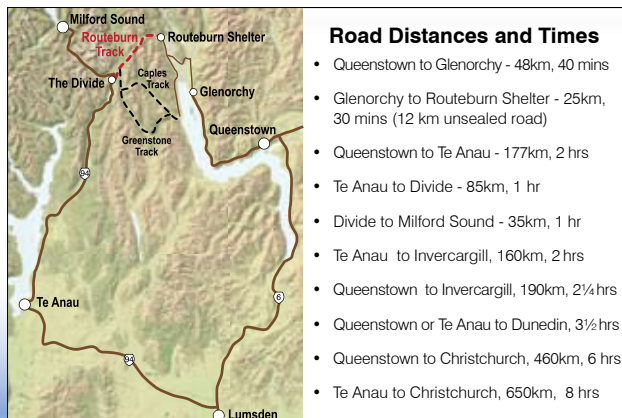 Milford Sound
Routeburn
Track
Routeburn Shelter
The Divide
Caples
Track
Glenorchy
Greenstone
Track
Queenstown
94
Te Anau
6
94
Lumsden
Road Distances and Times
• Queenstown to Glenorchy - 48km, 40 mins
• Glenorchy to Routeburn Shelter - 25km,
30 mins (12 km unsealed road)
• Queenstown to Te Anau - 177km, 2 hrs
• Te Anau to Divide - 85km, 1 hr
• Divide to Milford Sound - 35km, 1 hr
• Te Anau to Invercargill, 160km, 2 hrs
• Queenstown to Invercargill, 190km, 2¼ hrs
• Queenstown or Te Anau to Dunedin, 3½ hrs
• Queenstown to Christchurch, 460km, 6 hrs
• Te Anau to Christchurch, 650km, 8 hrs